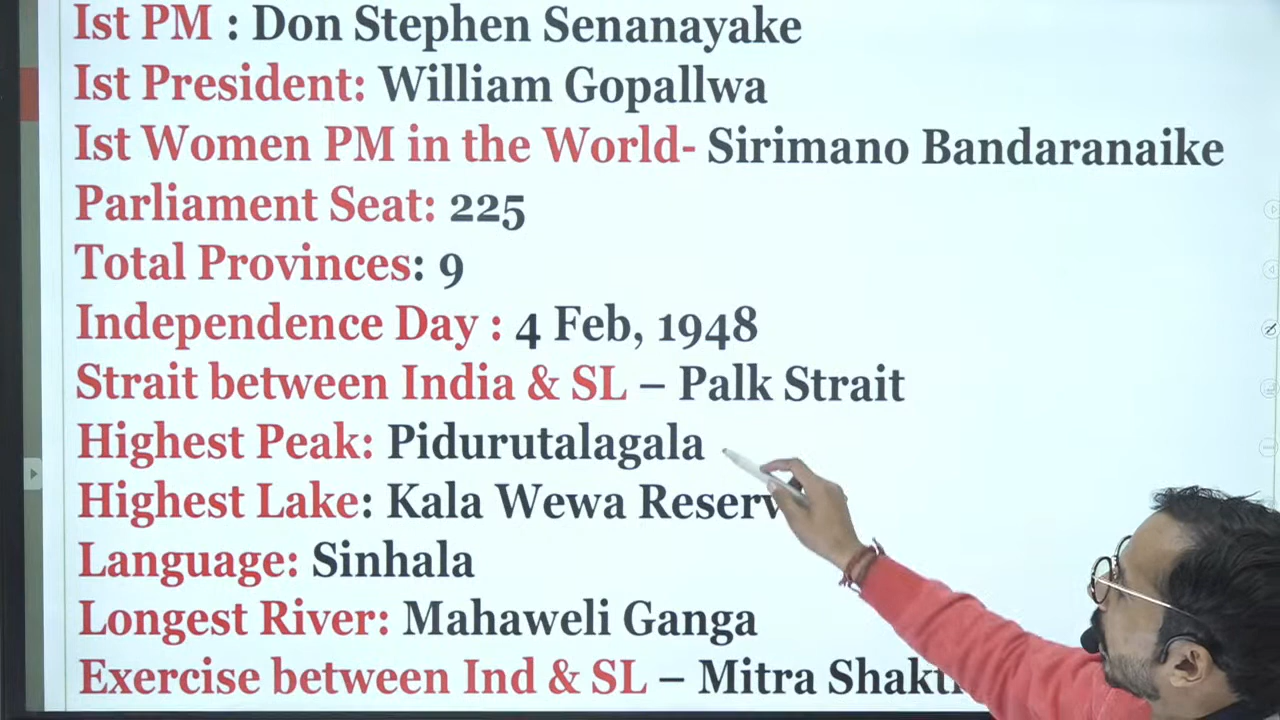 Ist PM : Don Stephen Senanayake
Ist President: William Gopallwa
Ist Women PM in the World- Sirimano Bandaranaike
Parliament Seat: 225
Total Provinces: 9
Independence Day : 4 Feb, 1948
Strait between India & SL – Palk Strait
Highest Peak: Pidurutalagala
Highest Lake: Kala Wewa
Language: Sinhala
Longest River: Mahaweli Ganga
Exercise between Ind & SL – Mitra